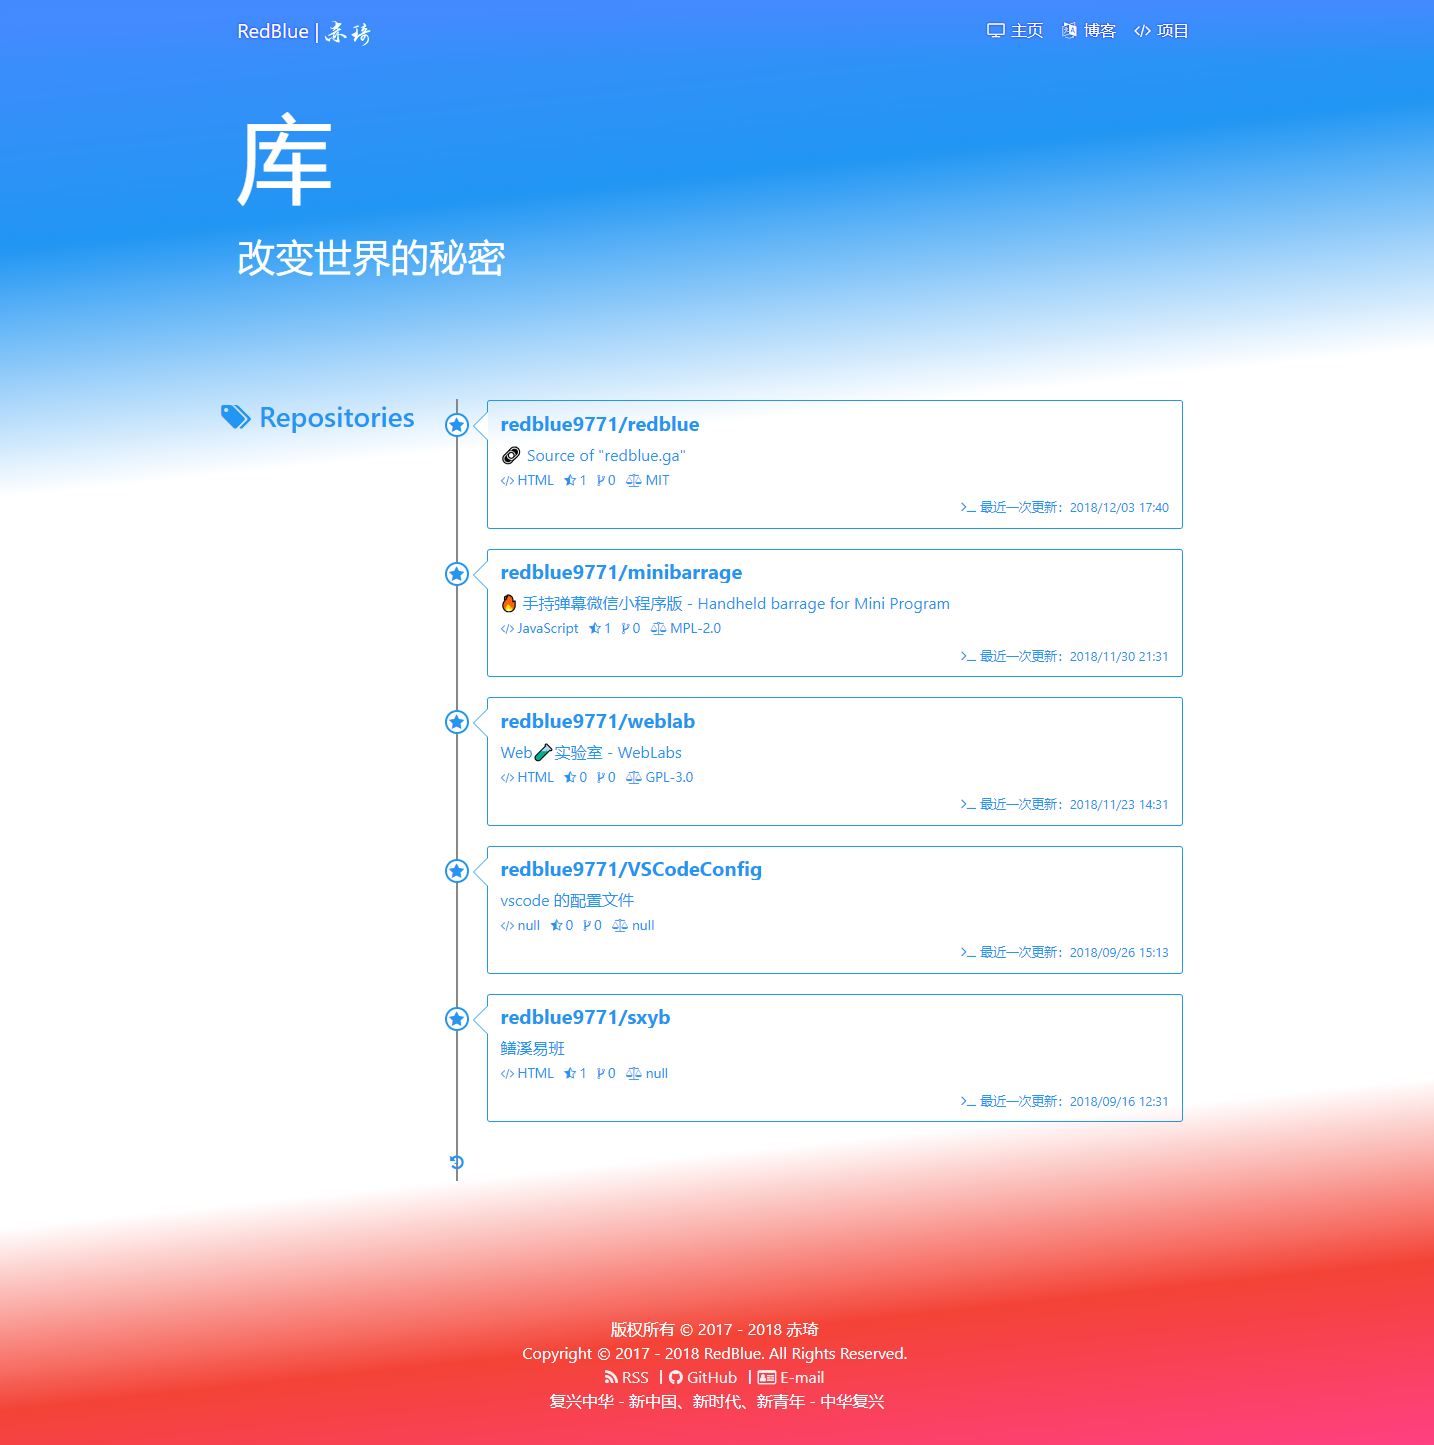 RedBlue | 赤琦
主页 博客 项目
库
改变世界的秘密
Repositories
redblue9771/redblue
Source of "redblue.ga"
HTML 1 0 MIT
最近一次更新：2018/12/03 17:40
redblue9771/minibarrage
手持弹幕微信小程序版 - Handheld barrage for Mini Program
JavaScript 1 0 MPL-2.0
最近一次更新：2018/11/30 21:31
redblue9771/weblab
Web🧪实验室 - WebLabs
HTML 0 0 GPL-3.0
最近一次更新：2018/11/23 14:31
redblue9771/VSCodeConfig
vscode 的配置文件
null 0 0 null
最近一次更新：2018/09/26 15:13
redblue9771/sxyb
鳝溪易班
HTML 1 0 null
最近一次更新：2018/09/16 12:31
版权所有 © 2017 - 2018 赤琦
Copyright © 2017 - 2018 RedBlue. All Rights Reserved.
RSS | GitHub | E-mail
复兴中华 - 新中国、新时代、新青年 - 中华复兴